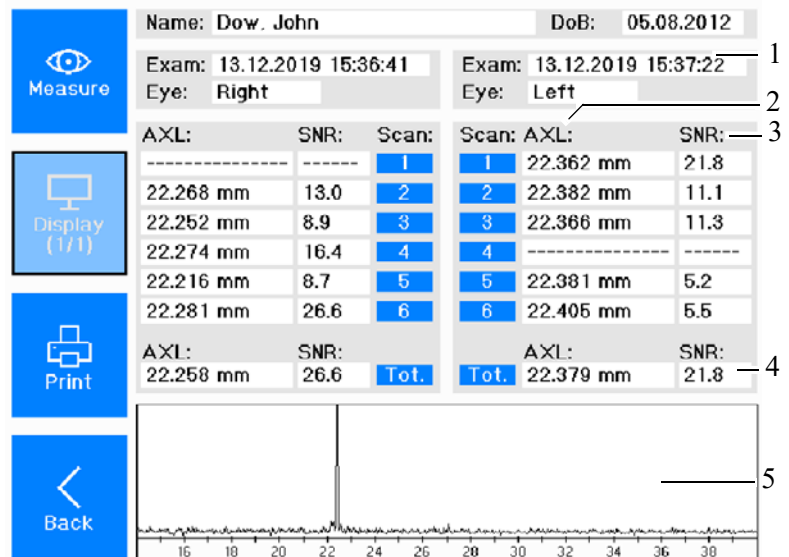 Name: Dow, John DoB: 05.08.2012
1
Measure
Exam: 13.12.2019 15:36:41 Exam: 13.12.2019 15:37:22
Eye: Right Eye: Left
2
AXL: SNR: Scan: Scan: AXL: SNR: 3
--------------- ------ 1 1 22.362 mm 21.8
22.268 mm 13.0 2 2 22.382 mm 11.1
Display
(1/1)
22.252 mm 8.9 3 3 22.366 mm 11.3
22.274 mm 16.4 4 4 --------------- ------
22.216 mm 8.7 5 5 22.381 mm 5.2
22.281 mm 26.6 6 6 22.405 mm 5.5
AXL: SNR: AXL: SNR:
22.258 mm 26.6 Tot. Tot. 22.379 mm 21.8 4
Print
5
Back
16 18 20 22 24 26 28 30 32 34 36 38